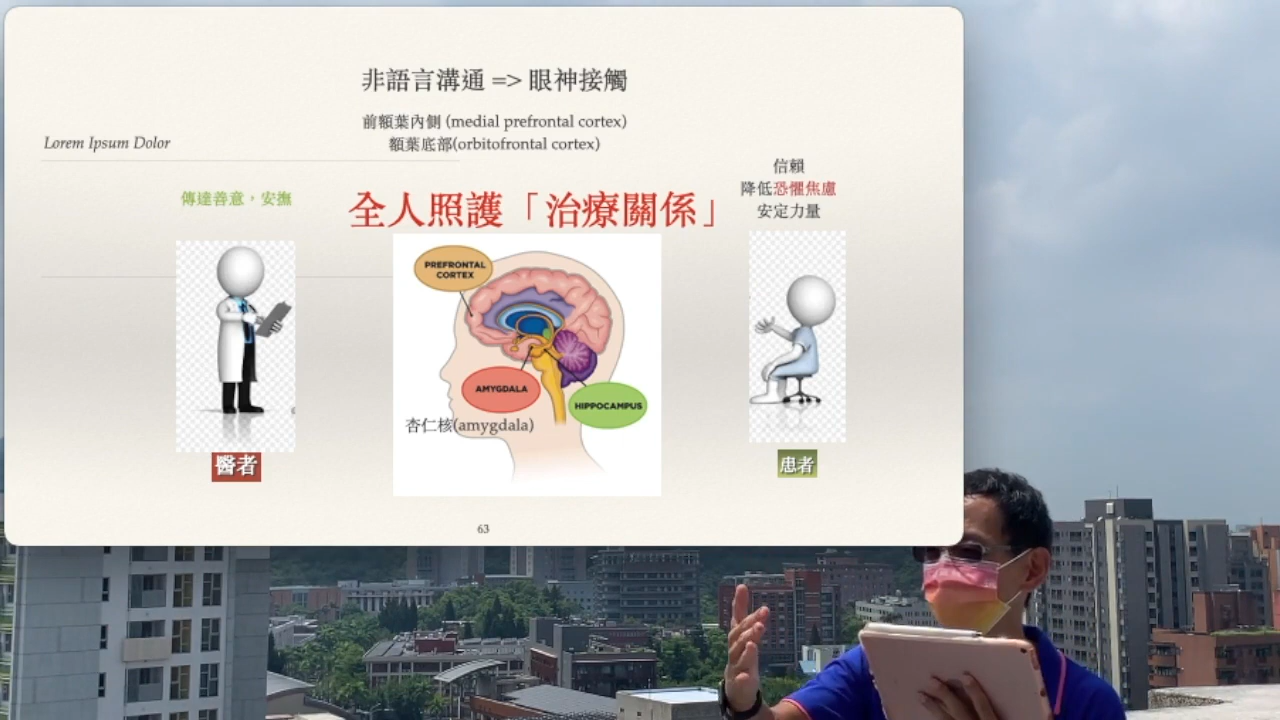 非語言溝通 => 眼神接觸
前額葉內側 (medial prefrontal cortex)
額葉底部(orbitofrontal cortex)
Lorem Ipsum Dolor
傳達善意，安撫
全人照護「治療關係」
信賴
降低恐懼焦慮
安定力量
PREFRONTAL
CORTEX
AMYGDALA
HIPPOCAMPUS
杏仁核(amygdala)
醫者
患者
63